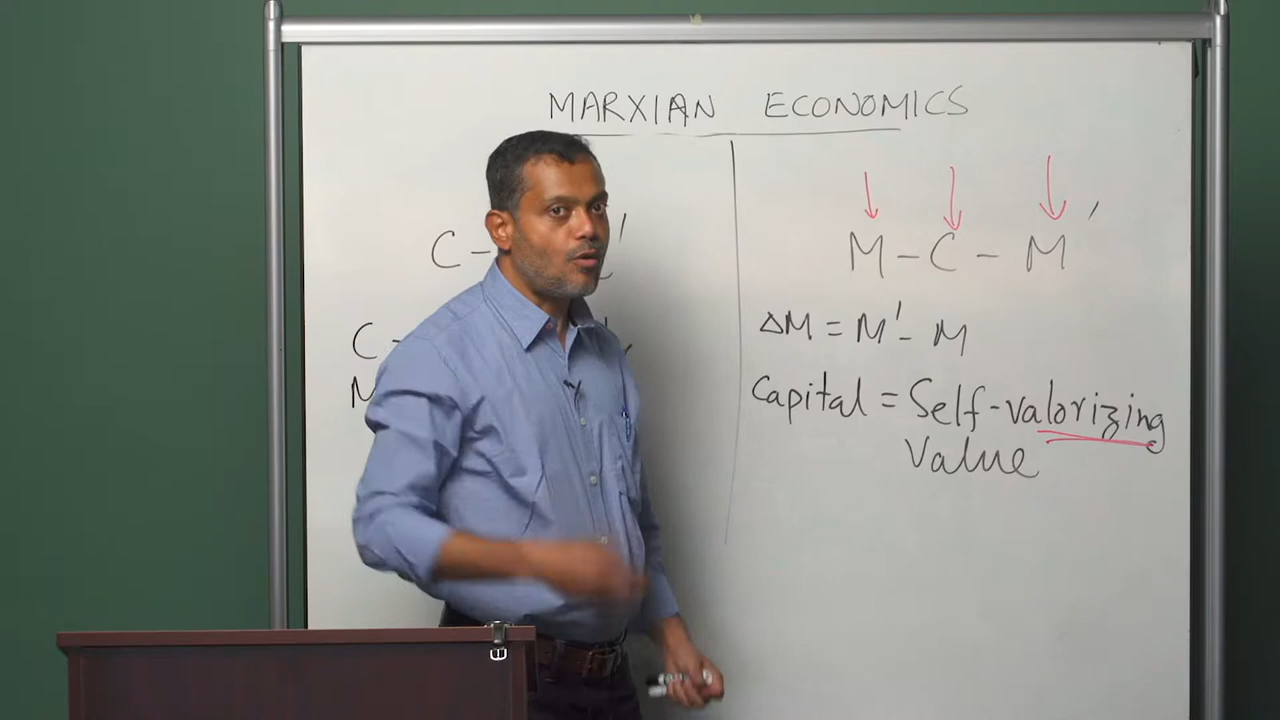 MARXIAN ECONOMICS
C -
C -
M
M - C - M'
ΔM = M' - M
Capital = Self-valorizing
Value